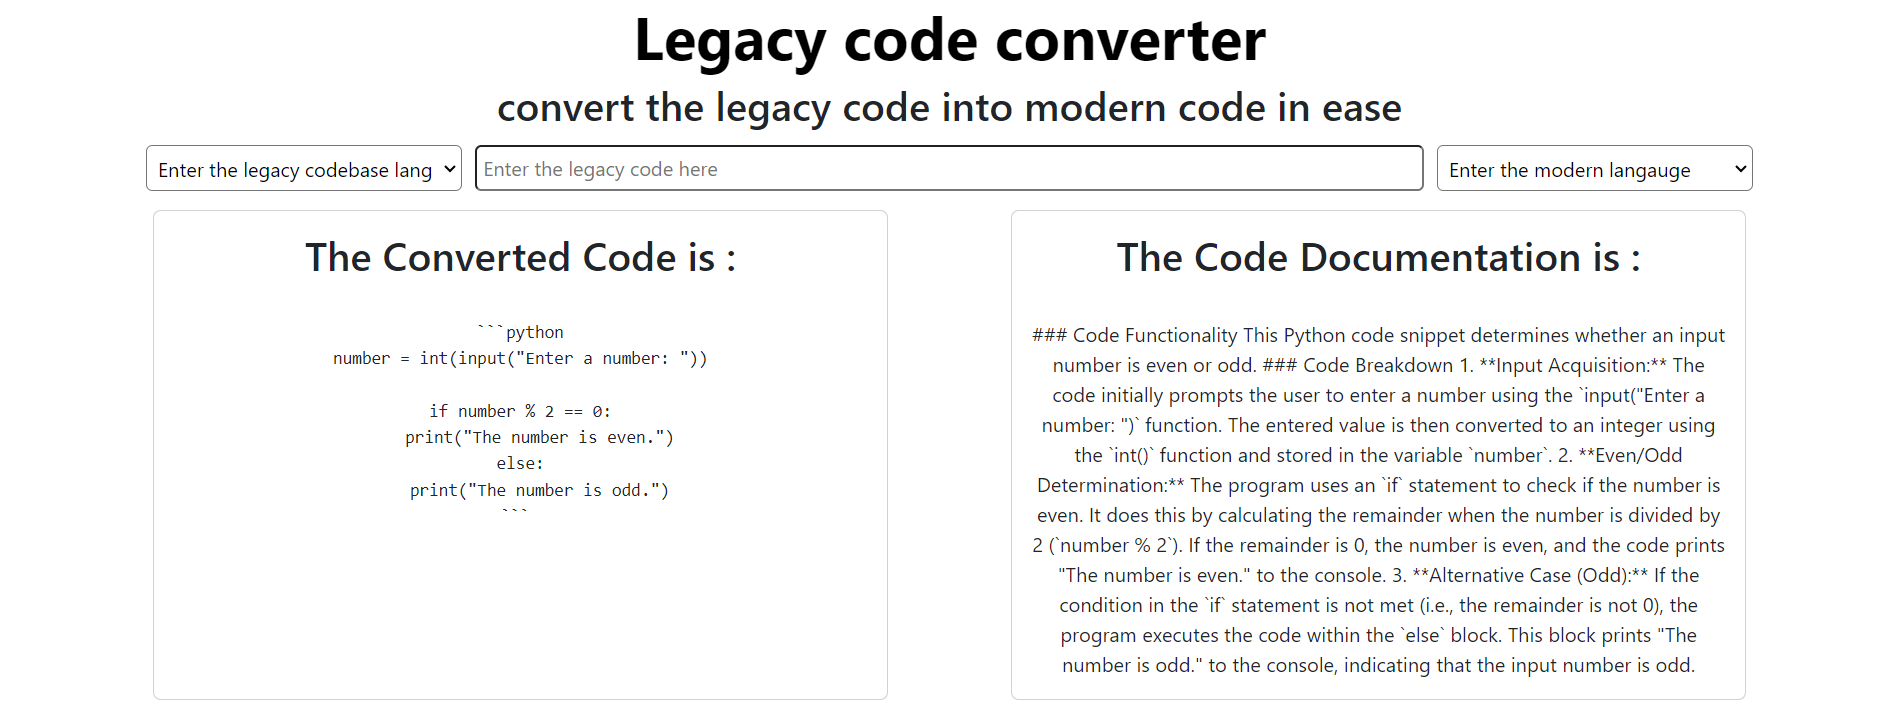 Legacy code converter
convert the legacy code into modern code in ease
Enter the legacy codebase lang
Enter the legacy code here
Enter the modern langauge
The Converted Code is :
```python
number = int(input("Enter a number: "))
if number % 2 == 0:
print("The number is even.")
else:
print("The number is odd.")
```
The Code Documentation is :
### Code Functionality This Python code snippet determines whether an input
number is even or odd. ### Code Breakdown 1. **Input Acquisition:** The
code initially prompts the user to enter a number using the `input("Enter a
number: ")` function. The entered value is then converted to an integer using
the `int()` function and stored in the variable `number`. 2. **Even/Odd
Determination:** The program uses an `if` statement to check if the number is
even. It does this by calculating the remainder when the number is divided by
2 (`number % 2`). If the remainder is 0, the number is even, and the code prints
"The number is even." to the console. 3. **Alternative Case (Odd):** If the
condition in the `if` statement is not met (i.e., the remainder is not 0), the
program executes the code within the `else` block. This block prints "The
number is odd." to the console, indicating that the input number is odd.